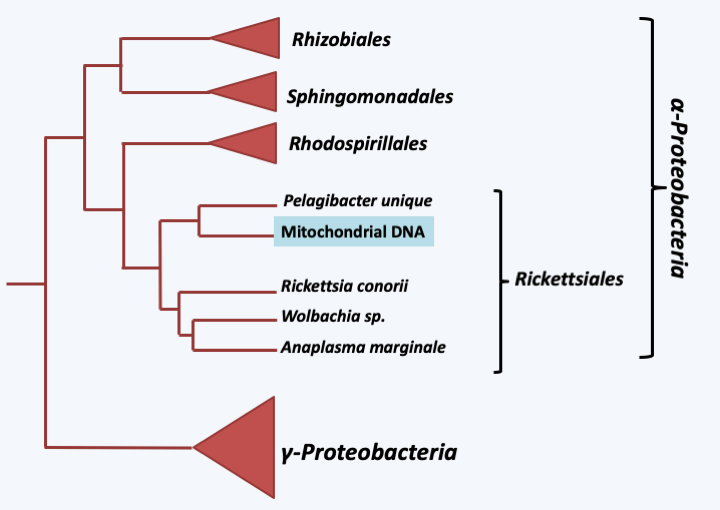 Rhizobiales
Sphingomonadales
Rhodospirillales
Pelagibacter unique
Mitochondrial DNA
Rickettsia conorii
Wolbachia sp.
Anaplasma marginale
Rickettsiales
α-Proteobacteria
γ-Proteobacteria